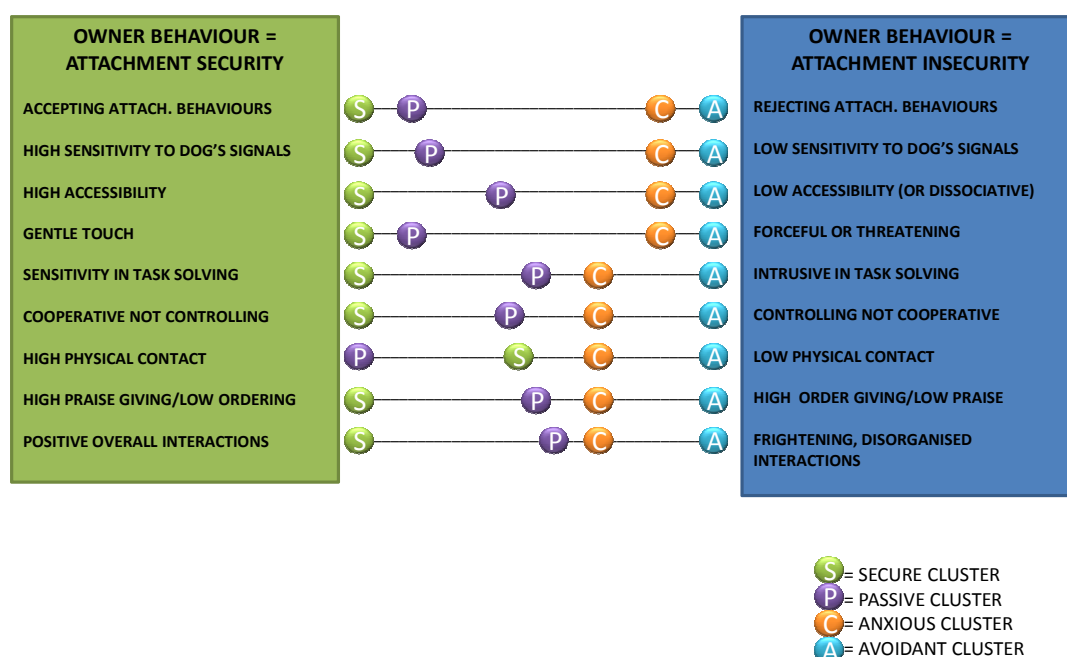 OWNER BEHAVIOUR =
ATTACHMENT SECURITY
OWNER BEHAVIOUR =
ATTACHMENT INSECURITY
ACCEPTING ATTACH. BEHAVIOURS S P C A REJECTING ATTACH. BEHAVIOURS
HIGH SENSITIVITY TO DOG'S SIGNALS S P C A LOW SENSITIVITY TO DOG'S SIGNALS
HIGH ACCESSIBILITY S P C A LOW ACCESSIBILITY (OR DISSOCIATIVE)
GENTLE TOUCH S P C A FORCEFUL OR THREATENING
SENSITIVITY IN TASK SOLVING S P C A INTRUSIVE IN TASK SOLVING
COOPERATIVE NOT CONTROLLING S P C A CONTROLLING NOT COOPERATIVE
HIGH PHYSICAL CONTACT P S C A LOW PHYSICAL CONTACT
HIGH PRAISE GIVING/LOW ORDERING S P C A HIGH ORDER GIVING/LOW PRAISE
POSITIVE OVERALL INTERACTIONS S P C A FRIGHTENING, DISORGANISED
INTERACTIONS
S = SECURE CLUSTER
P = PASSIVE CLUSTER
C = ANXIOUS CLUSTER
A = AVOIDANT CLUSTER